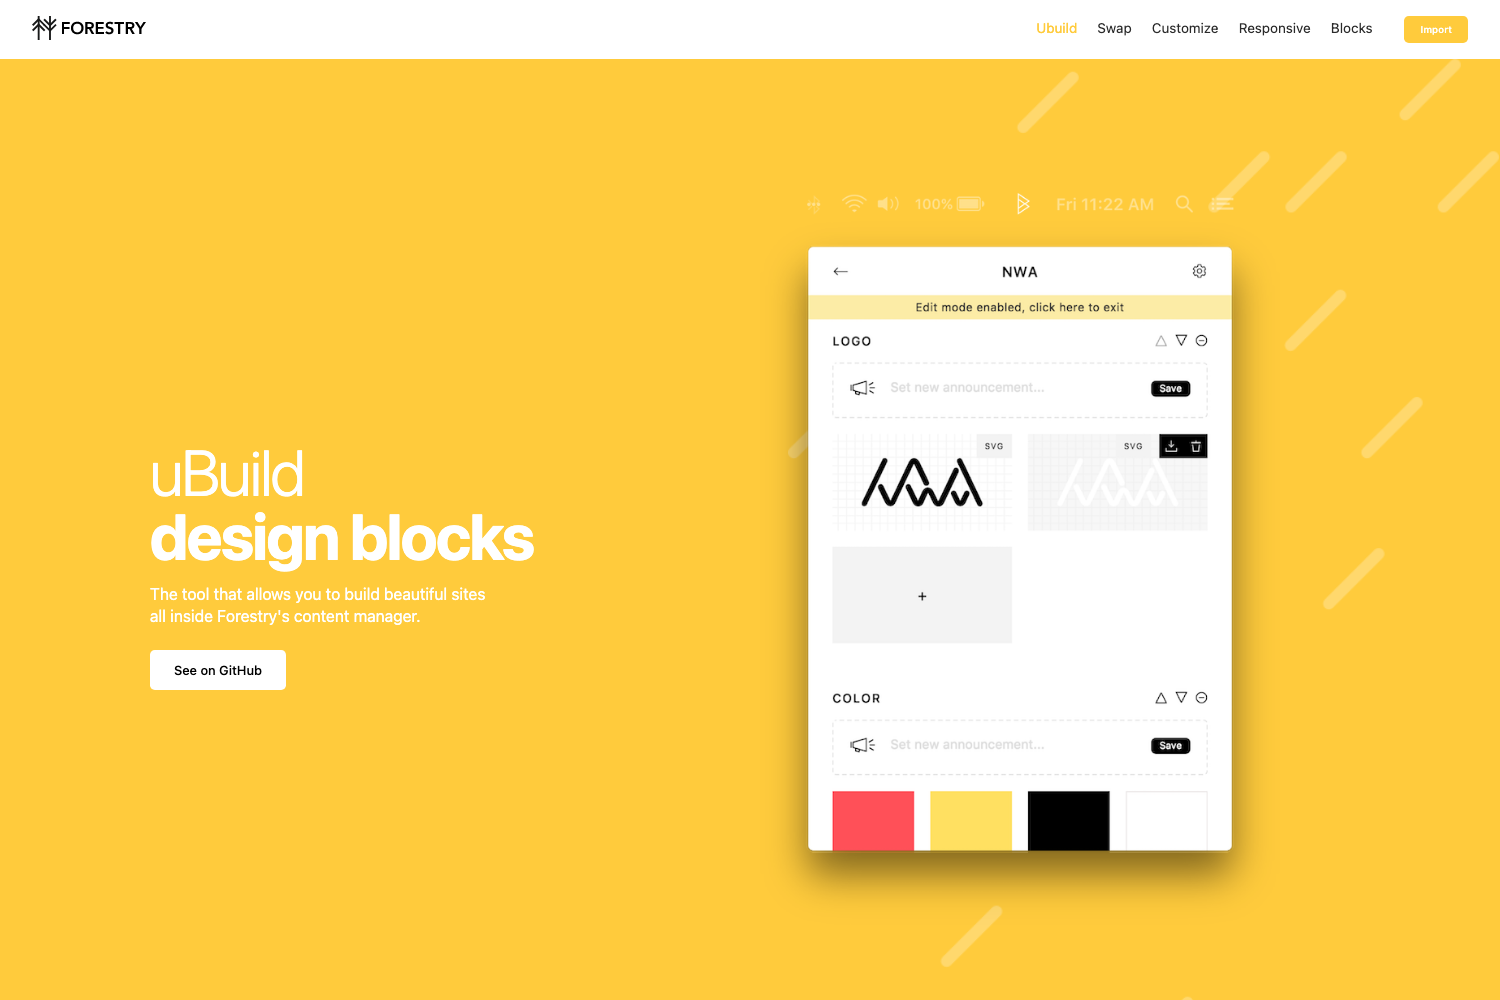 FORESTRY
Ubuild Swap Customize Responsive Blocks Import
100% Fri 11:22 AM
NWA
Edit mode enabled, click here to exit
LOGO
Set new announcement... Save
SVG SVG
NWA NWA
+
uBuild
design blocks
The tool that allows you to build beautiful sites
all inside Forestry's content manager.
See on GitHub
COLOR
Set new announcement... Save